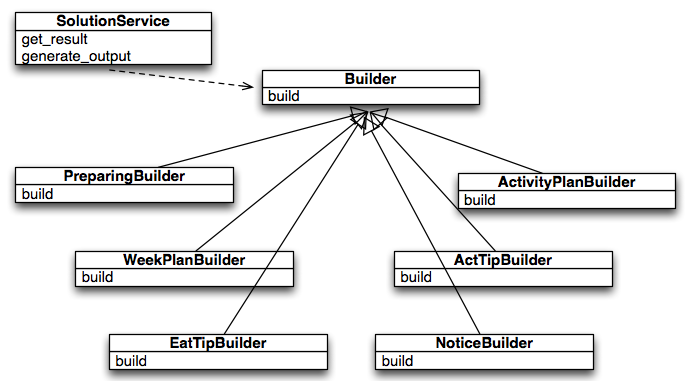 SolutionService
get_result
generate_output
Builder
build
PreparingBuilder
build
ActivityPlanBuilder
build
WeekPlanBuilder
build
ActTipBuilder
build
EatTipBuilder
build
NoticeBuilder
build